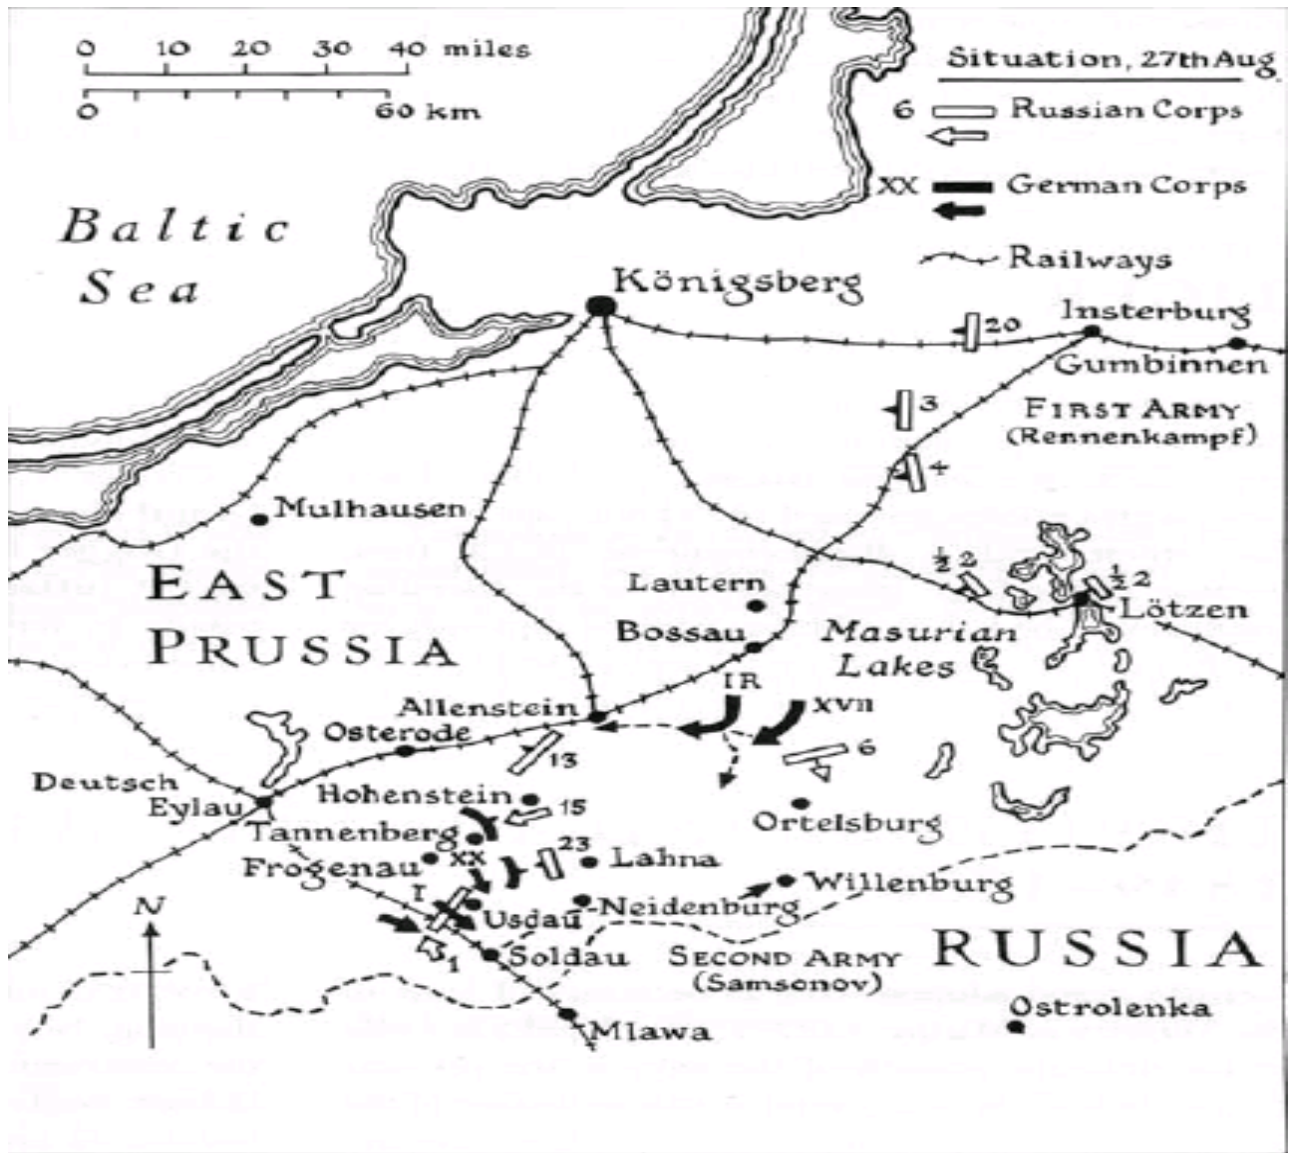 0 10 20 30 40 miles
0 60 km
Situation, 27th Aug
6 Russian Corps
XX German Corps
Railways
Baltic
Sea
Königsberg
20
Insterburg
Gumbinnen
3
FIRST ARMY
(Rennenkampf)
4
Mulhausen
EAST
PRUSSIA
Lautern
½ 2
½ 2
Lötzen
Bossau
Masurian
Lakes
IR
XVII
Allenstein
Osterode
13
6
Deutsch
Eylau
Hohenstein
15
Ortelsburg
Tannenberg
Frögenau
XX
23
Lahna
I
Usdau
Neidenburg
Willenburg
N
1
Soldau
SECOND ARMY
(Samsonov)
RUSSIA
Mlawa
Ostrolenka